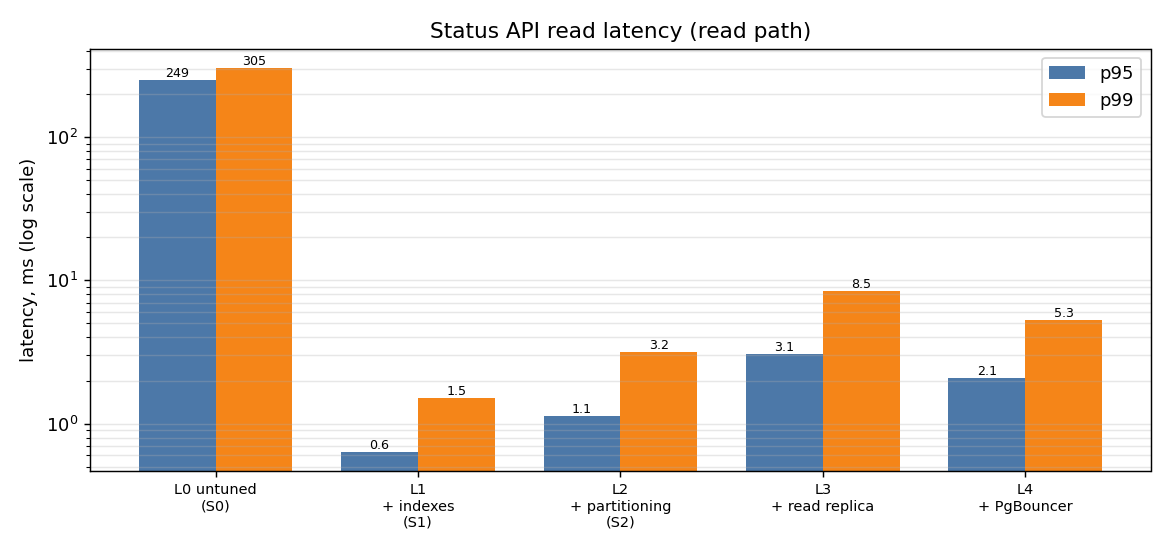 Status API read latency (read path)
latency, ms (log scale)
10²
10¹
10⁰
p95
p99
249
305
0.6
1.5
1.1
3.2
3.1
8.5
2.1
5.3
L0 untuned
(S0)
L1
+ indexes
(S1)
L2
+ partitioning
(S2)
L3
+ read replica
L4
+ PgBouncer